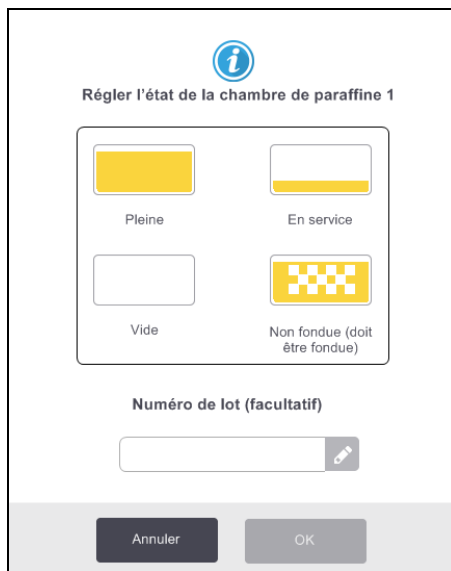 Régler l'état de la chambre de paraffine 1
Pleine
En service
Vide
Non fondue (doit
être fondue)
Numéro de lot (facultatif)
Annuler
OK